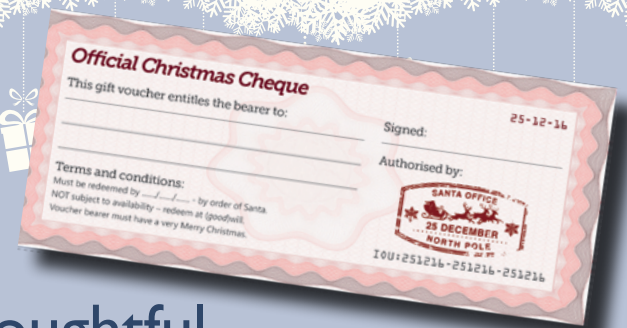 Official Christmas Cheque
25-12-16
This gift voucher entitles the bearer to:
Signed:
Authorised by:
Terms and conditions:
Must be redeemed by ___/___/___ - by order of Santa.
NOT subject to availability – redeem at (good)will.
Voucher bearer must have a very Merry Christmas.
SANTA OFFICE
25 DECEMBER
NORTH POLE
IOU:251216-251216-251216
oughtful